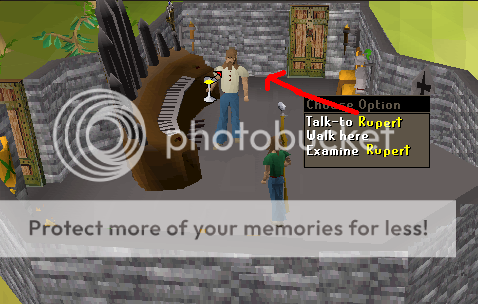 Choose Option
Talk-to Rupert
Walk here
Examine Rupert
photobucket
Protect more of your memories for less!